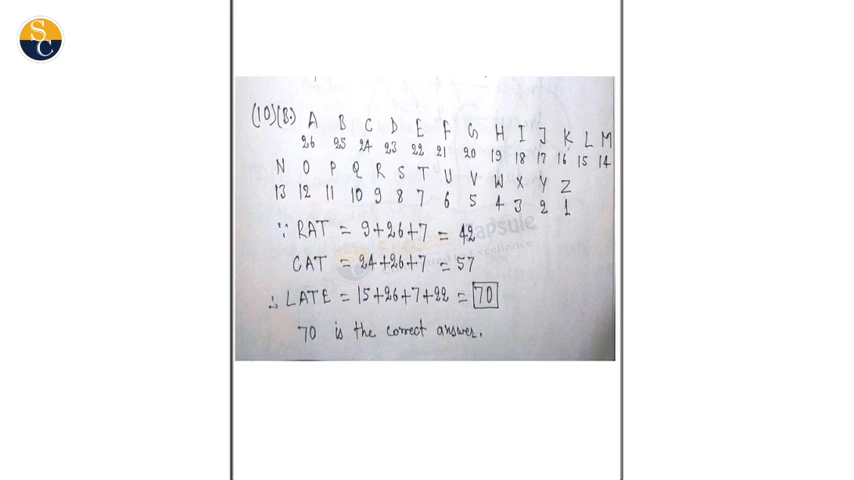 S
C
(10)(B.) A B C D E F G H I J K L M
26 25 24 23 22 21 20 19 18 17 16 15 14
N O P Q R S T U V W X Y Z
13 12 11 10 9 8 7 6 5 4 3 2 1
∵ RAT = 9+26+7 = 42
CAT = 24+26+7 = 57
∴ LATE = 15+26+7+22 = 70
70 is the correct answer.